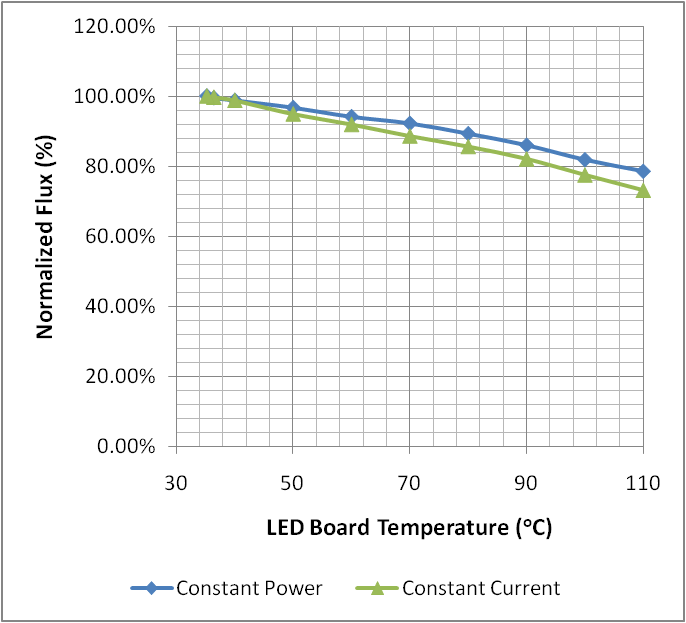 120.00%
100.00%
80.00%
60.00%
40.00%
20.00%
0.00%
Normalized Flux (%)
30 50 70 90 110
LED Board Temperature (°C)
Constant Power Constant Current